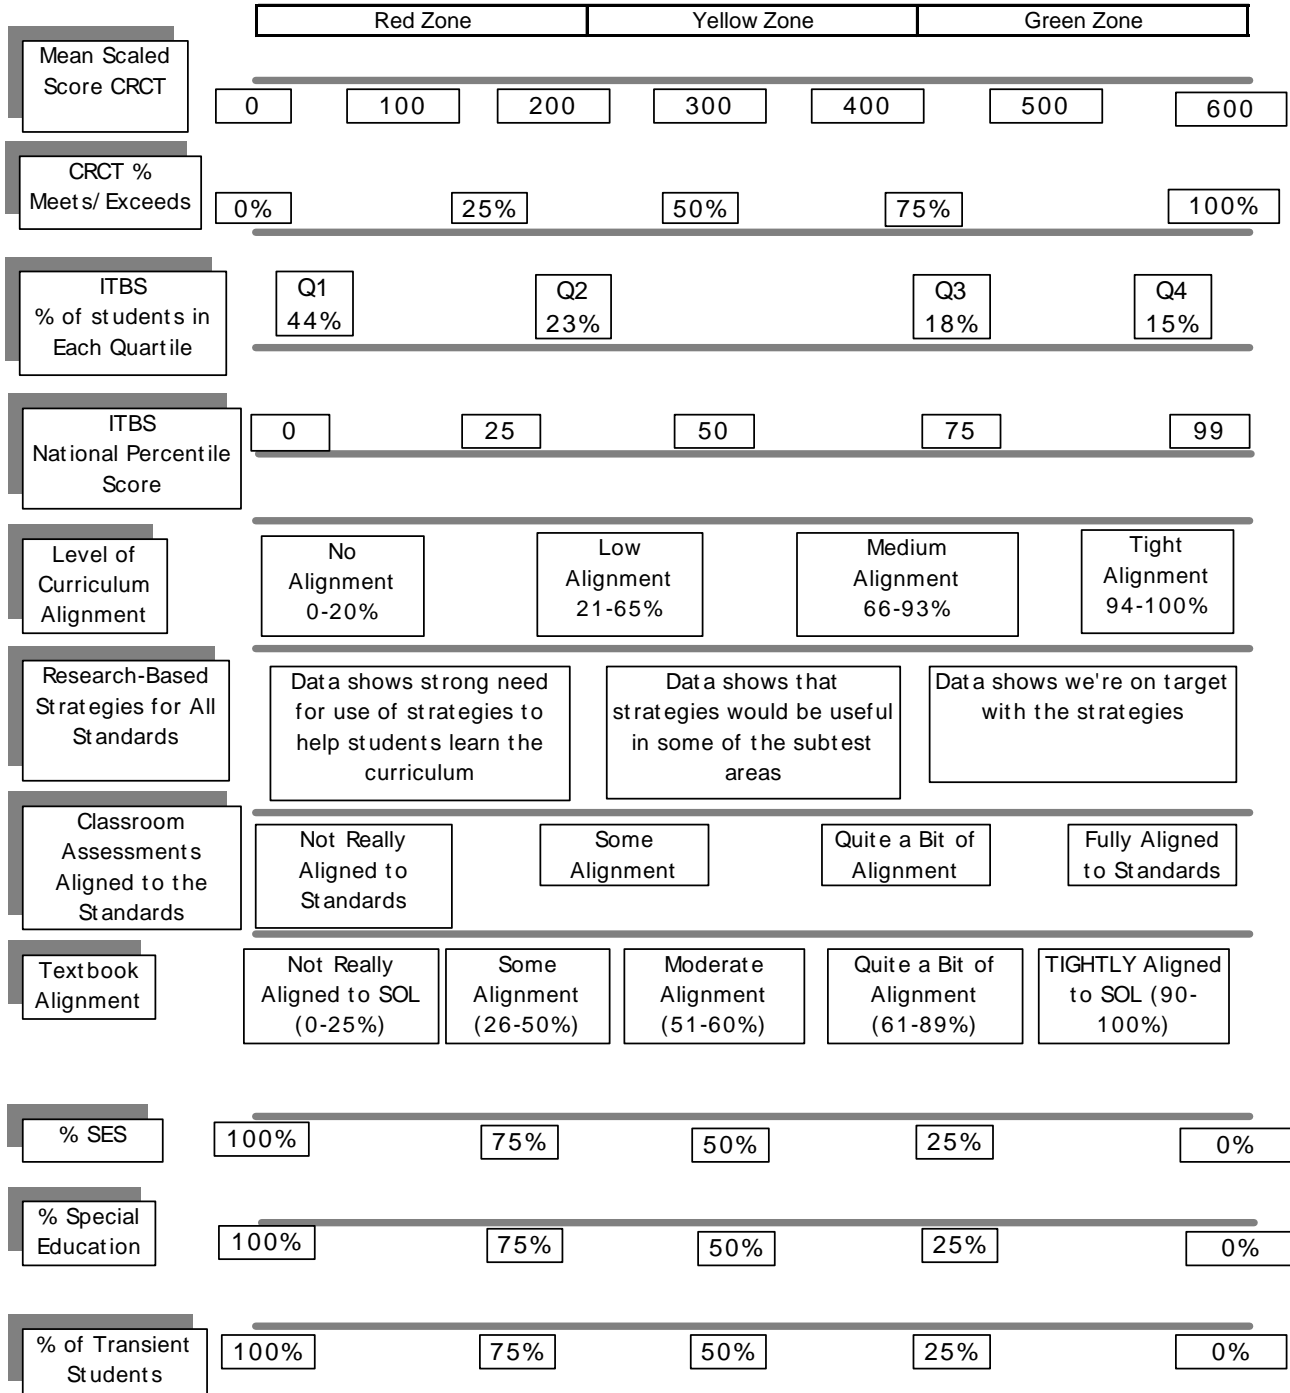 Red Zone Yellow Zone Green Zone
Mean Scaled
Score CRCT
0 100 200 300 400 500 600
CRCT %
Meets/Exceeds
0% 25% 50% 75% 100%
ITBS
% of students in
Each Quartile
Q1
44%
Q2
23%
Q3
18%
Q4
15%
ITBS
National Percentile
Score
0 25 50 75 99
Level of
Curriculum
Alignment
No
Alignment
0-20%
Low
Alignment
21-65%
Medium
Alignment
66-93%
Tight
Alignment
94-100%
Research-Based
Strategies for All
Standards
Data shows strong need
for use of strategies to
help students learn the
curriculum
Data shows that
strategies would be useful
in some of the subtest
areas
Data shows we're on target
with the strategies
Classroom
Assessments
Aligned to the
Standards
Not Really
Aligned to
Standards
Some
Alignment
Quite a Bit of
Alignment
Fully Aligned
to Standards
Textbook
Alignment
Not Really
Aligned to SOL
(0-25%)
Some
Alignment
(26-50%)
Moderate
Alignment
(51-60%)
Quite a Bit of
Alignment
(61-89%)
TIGHTLY Aligned
to SOL (90-
100%)
% SES
100% 75% 50% 25% 0%
% Special
Education
100% 75% 50% 25% 0%
% of Transient
Students
100% 75% 50% 25% 0%